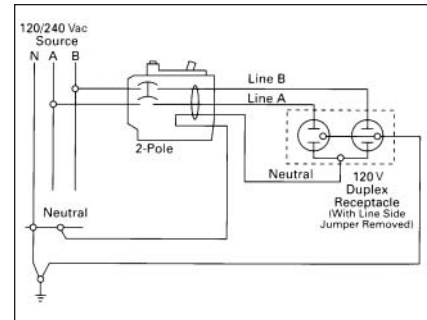 120/240 Vac
Source
N A B
Line B
Line A
2-Pole
Neutral
120 V
Duplex
Receptacle
(With Line Side
Jumper Removed)
Neutral